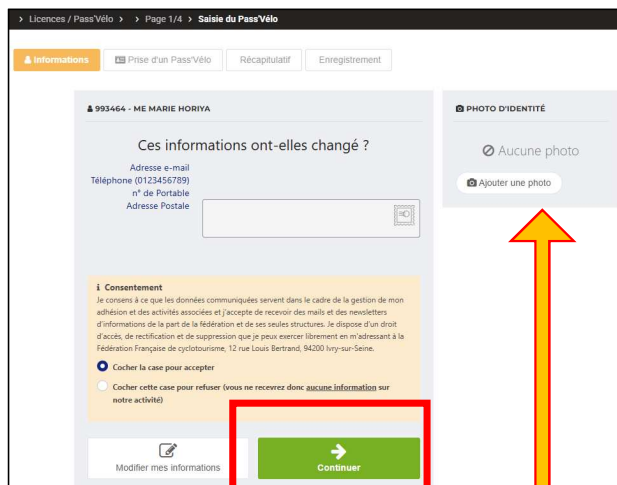 > Licences / Pass'Vélo > > Page 1/4 > Saisie du Pass'Vélo
Informations Prise d'un Pass'Vélo Récapitulatif Enregistrement
993464 - ME MARIE HORIYA
Ces informations ont-elles changé ?
Adresse e-mail
Téléphone (0123456789)
n° de Portable
Adresse Postale
i Consentement
Je consens à ce que les données communiquées servent dans le cadre de la gestion de mon
adhésion et des activités associées et j'accepte de recevoir des mails et des newsletters
d'informations de la part de la fédération et de ses seules structures. Je dispose d'un droit
d'accès, de rectification et de suppression que je peux exercer librement en m'adressant à la
Fédération Française de cyclotourisme, 12 rue Louis Bertrand, 94200 Ivry-sur-Seine.
Cocher la case pour accepter
Cocher cette case pour refuser (vous ne recevrez donc aucune information sur
notre activité)
Modifier mes informations
Continuer
PHOTO D'IDENTITÉ
Aucune photo
Ajouter une photo